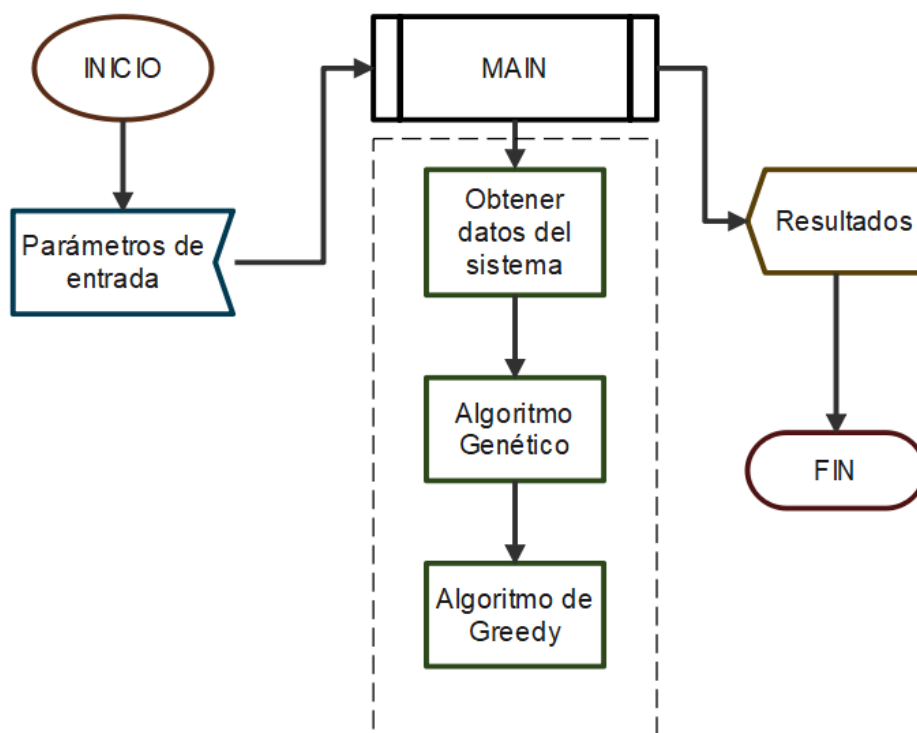 INICIO
MAIN
Parámetros de
entrada
Obtener
datos del
sistema
Resultados
Algoritmo
Genético
FIN
Algoritmo de
Greedy